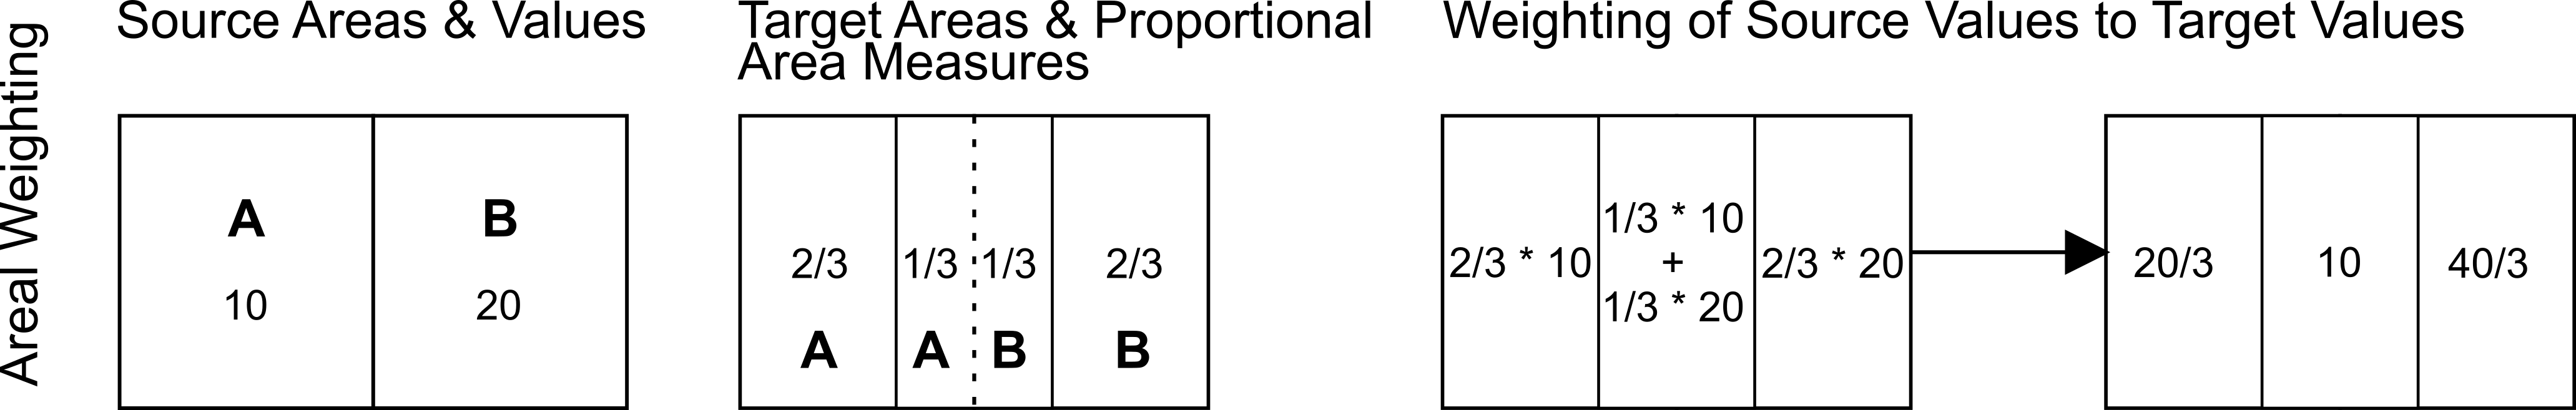 Areal Weighting
Source Areas & Values
A
B
10
20
Target Areas & Proportional
Area Measures
2/3
1/3
1/3
2/3
A
A
B
B
Weighting of Source Values to Target Values
2/3 * 10
1/3 * 10
+
1/3 * 20
2/3 * 20
20/3
10
40/3